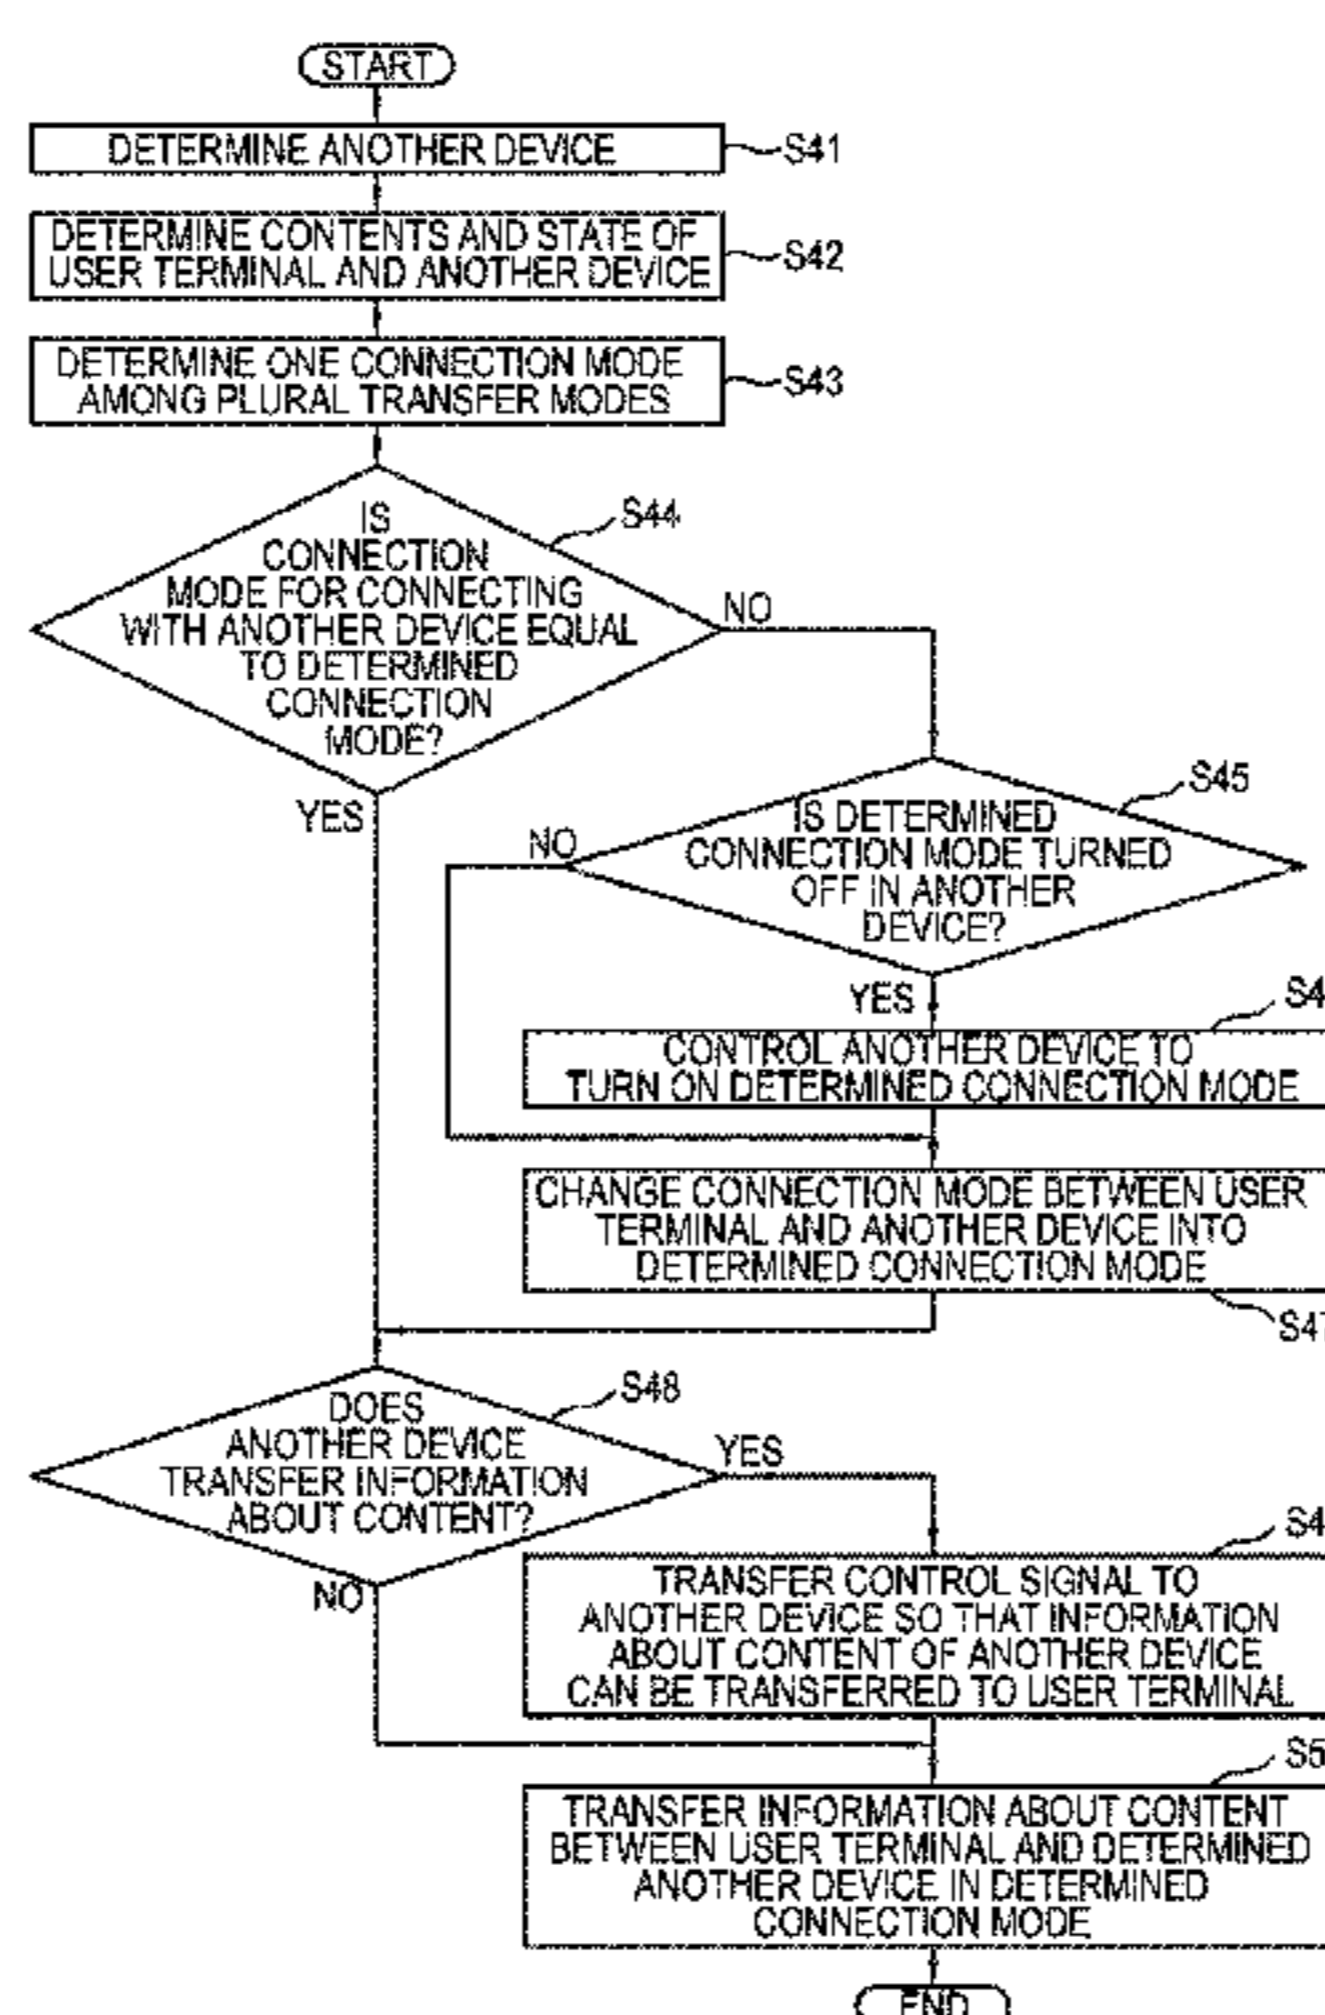 START
DETERMINE ANOTHER DEVICE
S41
DETERMINE CONTENTS AND STATE OF
USER TERMINAL AND ANOTHER DEVICE
S42
DETERMINE ONE CONNECTION MODE
AMONG PLURAL TRANSFER MODES
S43
S44
IS
CONNECTION
MODE FOR CONNECTING
WITH ANOTHER DEVICE EQUAL
TO DETERMINED
CONNECTION
MODE?
NO
YES
S45
IS DETERMINED
CONNECTION MODE TURNED
OFF IN ANOTHER
DEVICE?
NO
YES
S4
CONTROL ANOTHER DEVICE TO
TURN ON DETERMINED CONNECTION MODE
CHANGE CONNECTION MODE BETWEEN USER
TERMINAL AND ANOTHER DEVICE INTO
DETERMINED CONNECTION MODE
S47
S48
DOES
ANOTHER DEVICE
TRANSFER INFORMATION
ABOUT CONTENT?
YES
NO
S4
TRANSFER CONTROL SIGNAL TO
ANOTHER DEVICE SO THAT INFORMATION
ABOUT CONTENT OF ANOTHER DEVICE
CAN BE TRANSFERRED TO USER TERMINAL
S5
TRANSFER INFORMATION ABOUT CONTENT
BETWEEN USER TERMINAL AND DETERMINED
ANOTHER DEVICE IN DETERMINED
CONNECTION MODE
END